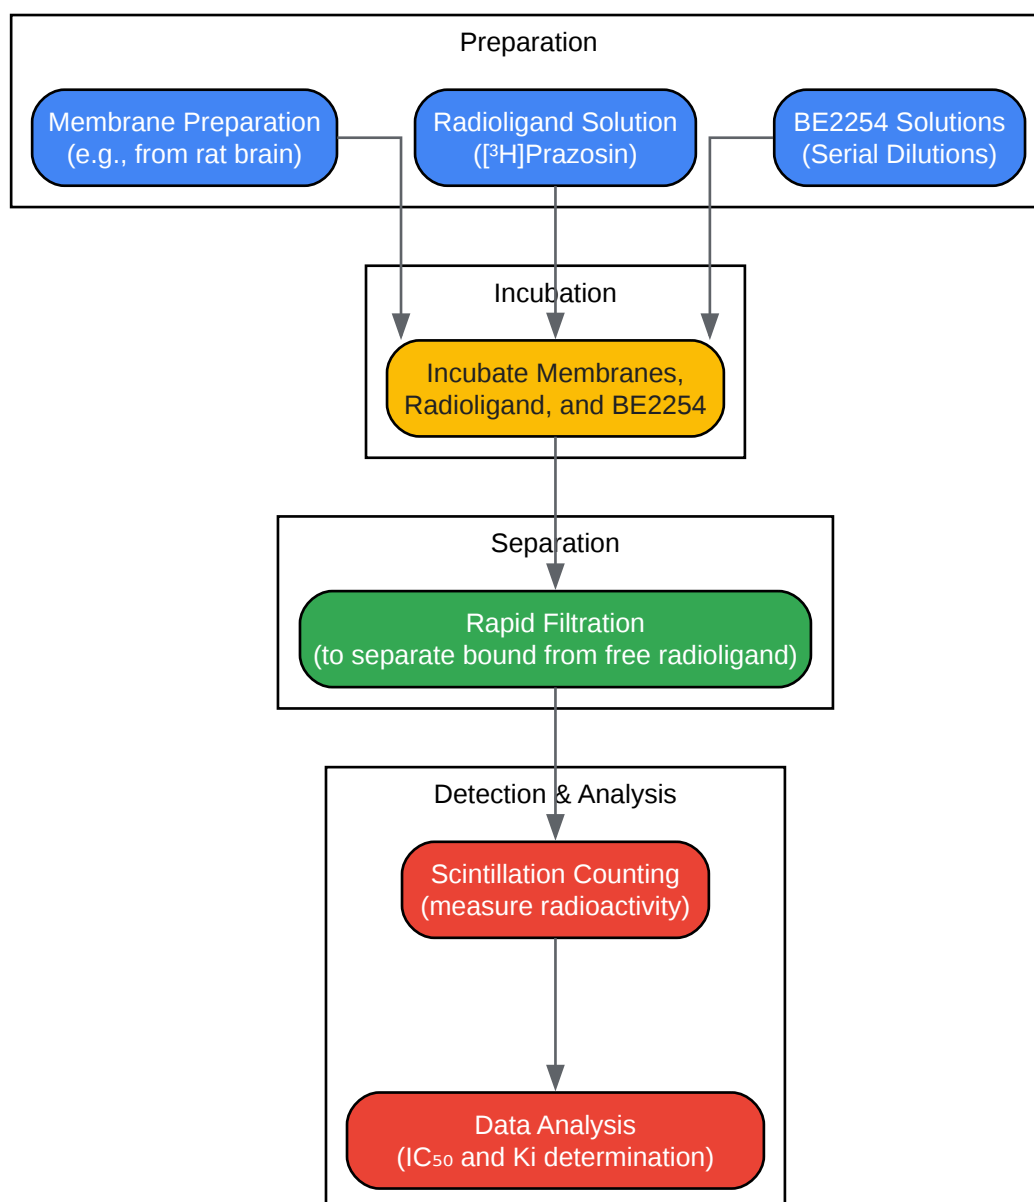 Preparation
Membrane Preparation
(e.g., from rat brain)
Radioligand Solution
([³H]Prazosin)
BE2254 Solutions
(Serial Dilutions)
Incubation
Incubate Membranes,
Radioligand, and BE2254
Separation
Rapid Filtration
(to separate bound from free radioligand)
Detection & Analysis
Scintillation Counting
(measure radioactivity)
Data Analysis
(IC₅₀ and Ki determination)